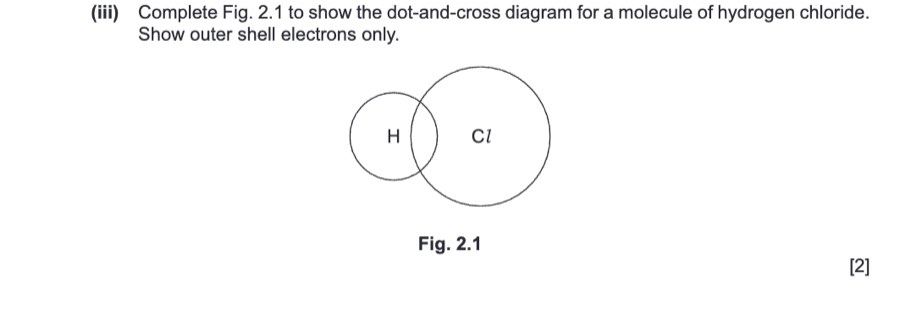 (iii) Complete Fig. 2.1 to show the dot-and-cross diagram for a molecule of hydrogen chloride.
Show outer shell electrons only.
H Cl
Fig. 2.1
[2]